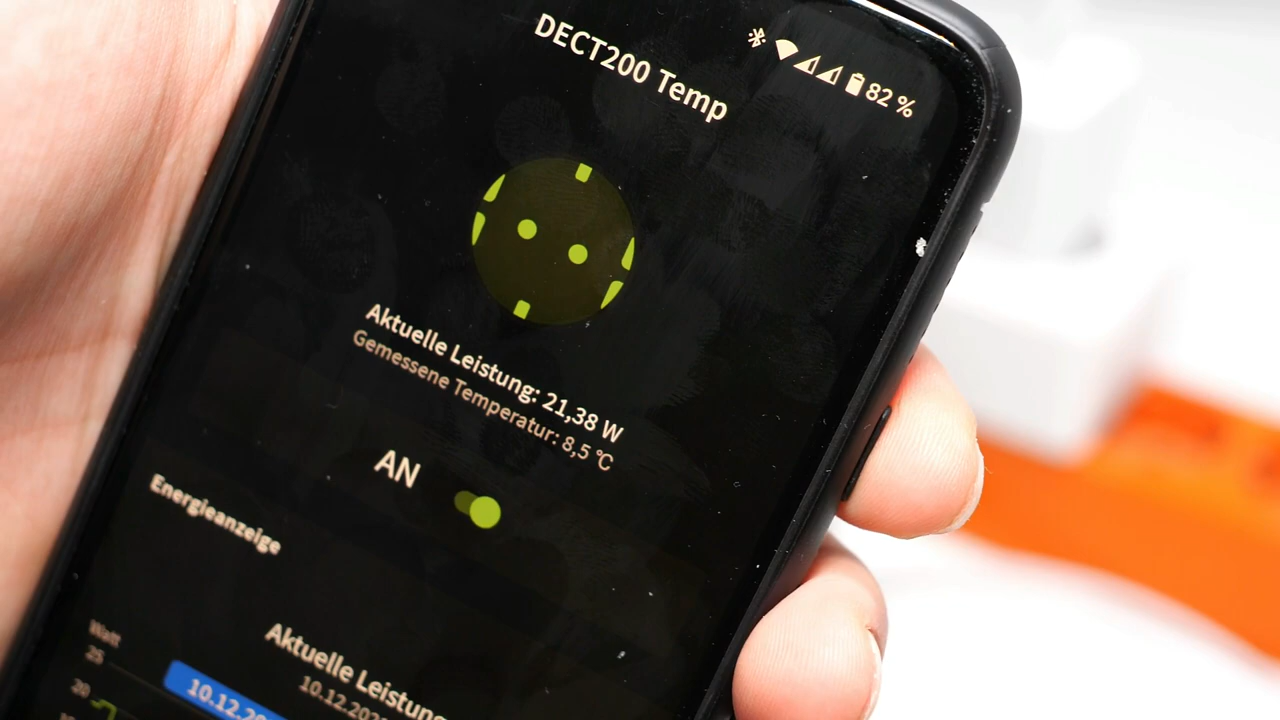 82 %
DECT200 Temp
Aktuelle Leistung: 21,38 W
Gemessene Temperatur: 8,5 °C
AN
Energieanzeige
Watt
25
20
Aktuelle Leistung
10.12.20
10.12.202